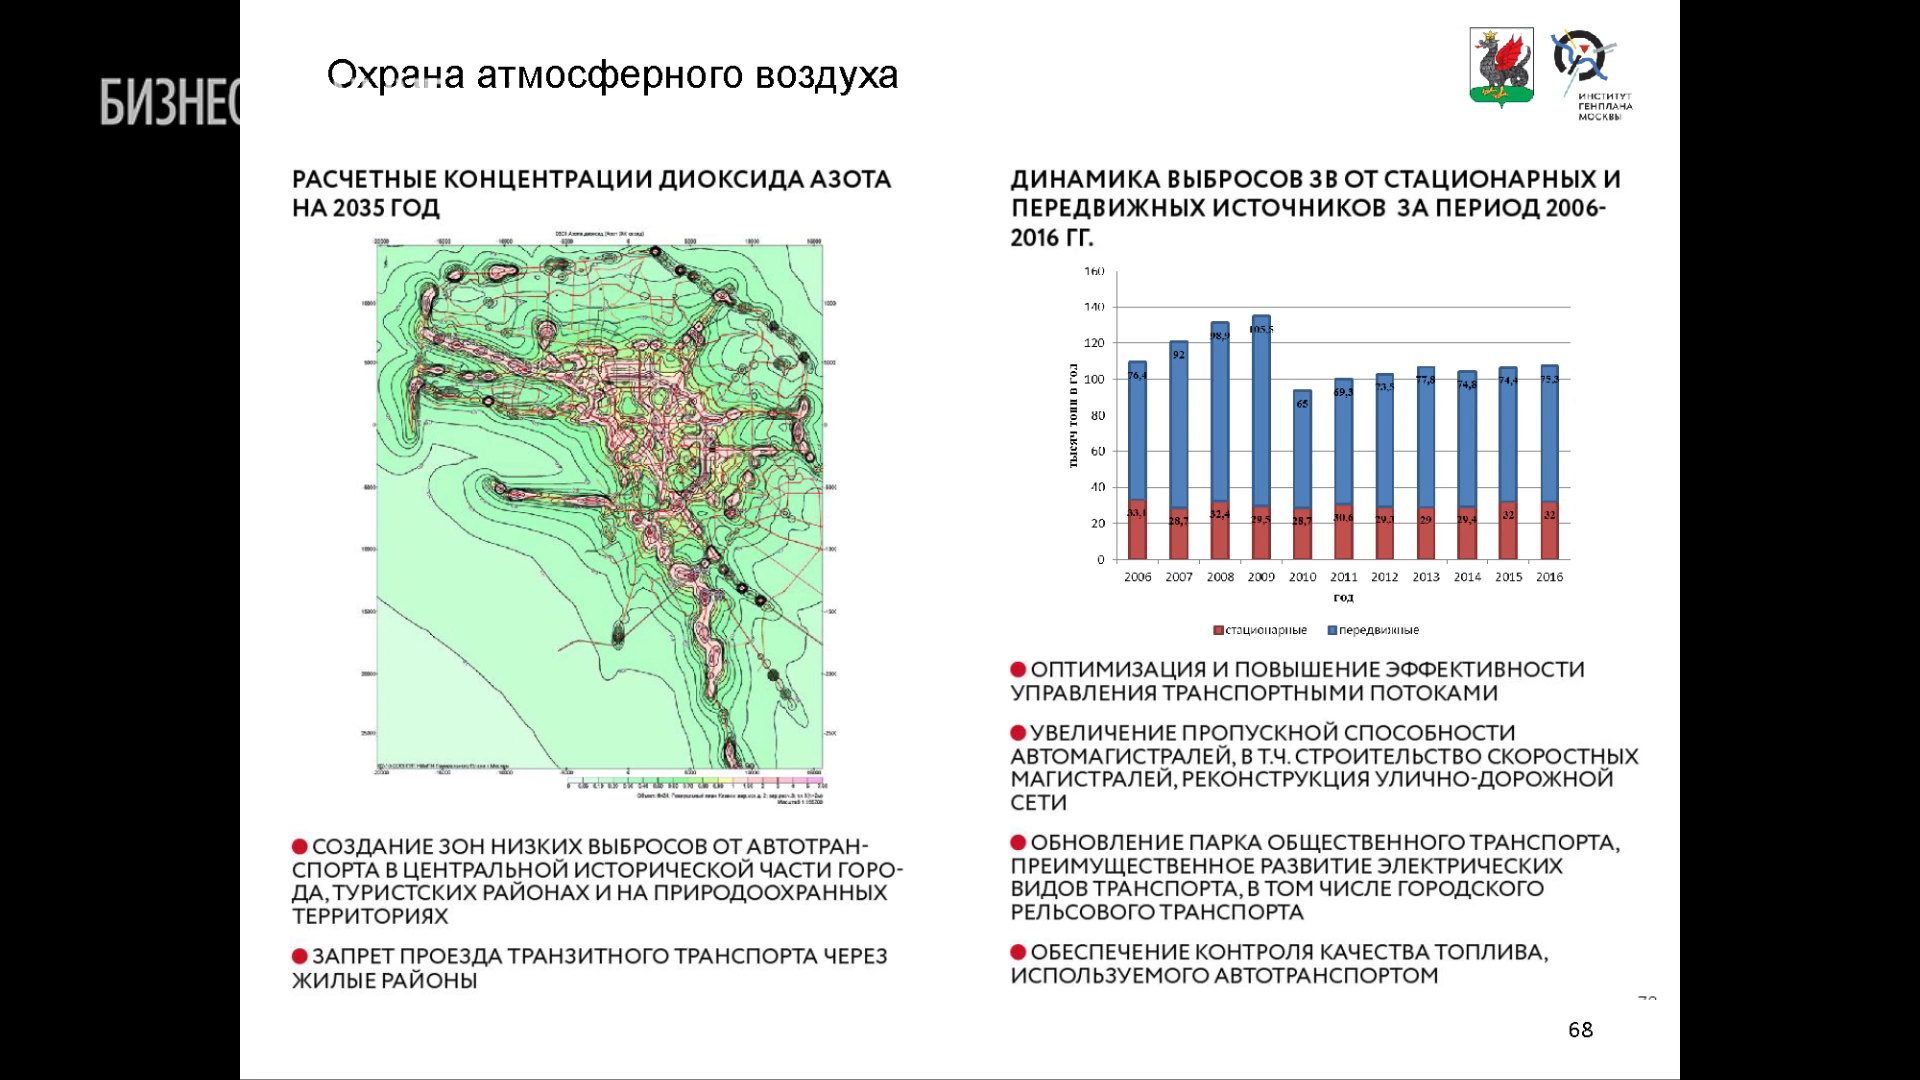 БИЗНЕС
Охрана атмосферного воздуха
ИНСТИТУТ
ГЕНПЛАНА
МОСКВЫ
РАСЧЕТНЫЕ КОНЦЕНТРАЦИИ ДИОКСИДА АЗОТА
НА 2035 ГОД
СОЗДАНИЕ ЗОН НИЗКИХ ВЫБРОСОВ ОТ АВТОТРАН-
СПОРТА В ЦЕНТРАЛЬНОЙ ИСТОРИЧЕСКОЙ ЧАСТИ ГОРО-
ДА, ТУРИСТСКИХ РАЙОНАХ И НА ПРИРОДООХРАННЫХ
ТЕРРИТОРИЯХ
ЗАПРЕТ ПРОЕЗДА ТРАНЗИТНОГО ТРАНСПОРТА ЧЕРЕЗ
ЖИЛЫЕ РАЙОНЫ
ДИНАМИКА ВЫБРОСОВ ЗВ ОТ СТАЦИОНАРНЫХ И
ПЕРЕДВИЖНЫХ ИСТОЧНИКОВ ЗА ПЕРИОД 2006-
2016 ГГ.
тысяч тонн в год
160
140
120
100
80
60
40
20
0
76,4 92 98,9 105,5 65 69,3 73,5 77,8 74,8 74,4 75,3
33,1 28,7 32,4 29,5 28,7 30,6 29,3 29 29,4 32 32
2006 2007 2008 2009 2010 2011 2012 2013 2014 2015 2016
год
стационарные передвижные
ОПТИМИЗАЦИЯ И ПОВЫШЕНИЕ ЭФФЕКТИВНОСТИ
УПРАВЛЕНИЯ ТРАНСПОРТНЫМИ ПОТОКАМИ
УВЕЛИЧЕНИЕ ПРОПУСКНОЙ СПОСОБНОСТИ
АВТОМАГИСТРАЛЕЙ, В Т.Ч. СТРОИТЕЛЬСТВО СКОРОСТНЫХ
МАГИСТРАЛЕЙ, РЕКОНСТРУКЦИЯ УЛИЧНО-ДОРОЖНОЙ
СЕТИ
ОБНОВЛЕНИЕ ПАРКА ОБЩЕСТВЕННОГО ТРАНСПОРТА,
ПРЕИМУЩЕСТВЕННОЕ РАЗВИТИЕ ЭЛЕКТРИЧЕСКИХ
ВИДОВ ТРАНСПОРТА, В ТОМ ЧИСЛЕ ГОРОДСКОГО
РЕЛЬСОВОГО ТРАНСПОРТА
ОБЕСПЕЧЕНИЕ КОНТРОЛЯ КАЧЕСТВА ТОПЛИВА,
ИСПОЛЬЗУЕМОГО АВТОТРАНСПОРТОМ
68